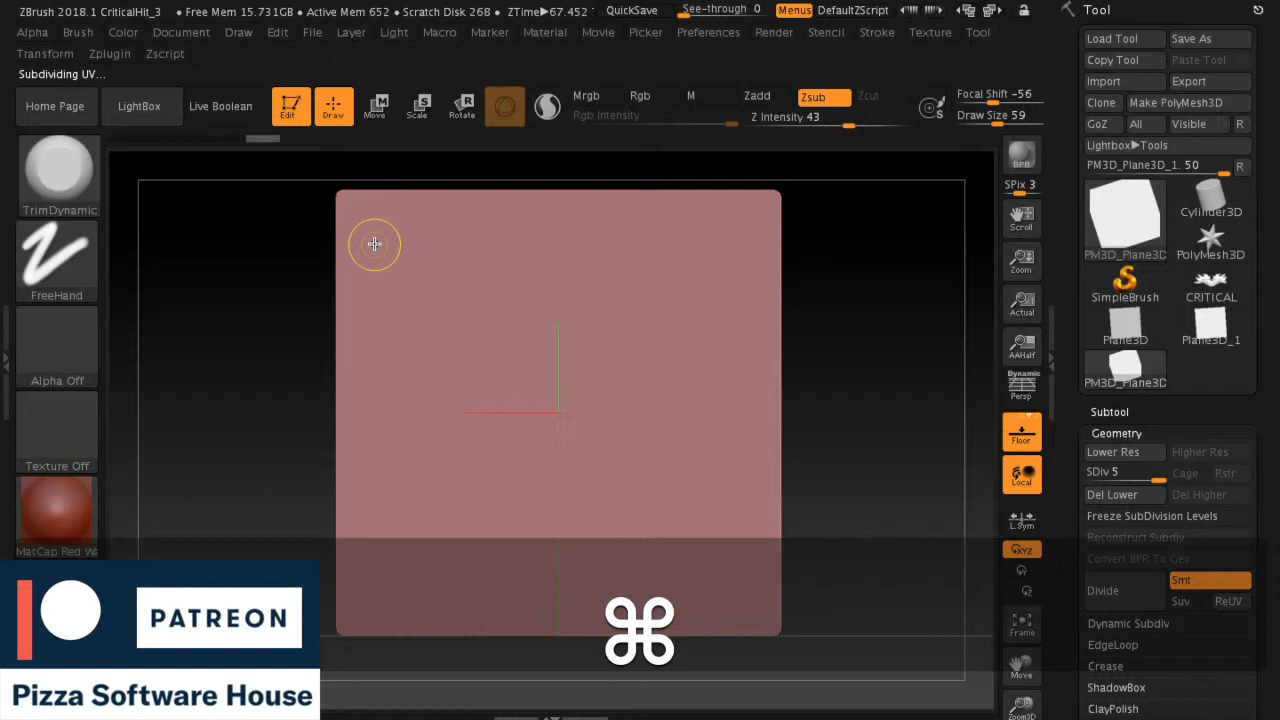 ZBrush 2018.1 CriticalHit_3 • Free Mem 15.731GB • Active Mem 652 • Scratch Disk 268 • ZTime▶67.452 QuickSave See-through 0 Menus DefaultZScript
Tool
Alpha Brush Color Document Draw Edit File Layer Light Macro Marker Material Movie Picker Preferences Render Stencil Stroke Texture Tool
Transform Zplugin Zscript
Subdividing UV...
Home Page LightBox Live Boolean Edit Draw Move Scale Rotate
Mrgb Rgb M Zadd Zsub Zcut
Rgb Intensity Z Intensity 43
Focal Shift -56
Draw Size 59
TrimDynamic
FreeHand
Alpha Off
Texture Off
MatCap Red Wa
BPR
SPix 3
Scroll
Zoom
Actual
AAHalf
Dynamic
Persp
Floor
Local
L.Sym
XYZ
Frame
Move
Zoom3D
Load Tool Save As
Copy Tool Paste Tool
Import Export
Clone Make PolyMesh3D
GoZ All Visible R
Lightbox▶Tools
PM3D_Plane3D_1. 50 R
PM3D_Plane3D
Cylinder3D
PolyMesh3D
SimpleBrush CRITICAL
Plane3D Plane3D_1
PM3D_Plane3D
Subtool
Geometry
Lower Res Higher Res
SDiv 5 Cage Rstr
Del Lower Del Higher
Freeze SubDivision Levels
Reconstruct Subdiv
Convert BPR To Geo
Divide Smt
Suv ReUV
Dynamic Subdiv
EdgeLoop
Crease
ShadowBox
ClayPolish
⌘
PATREON
Pizza Software House